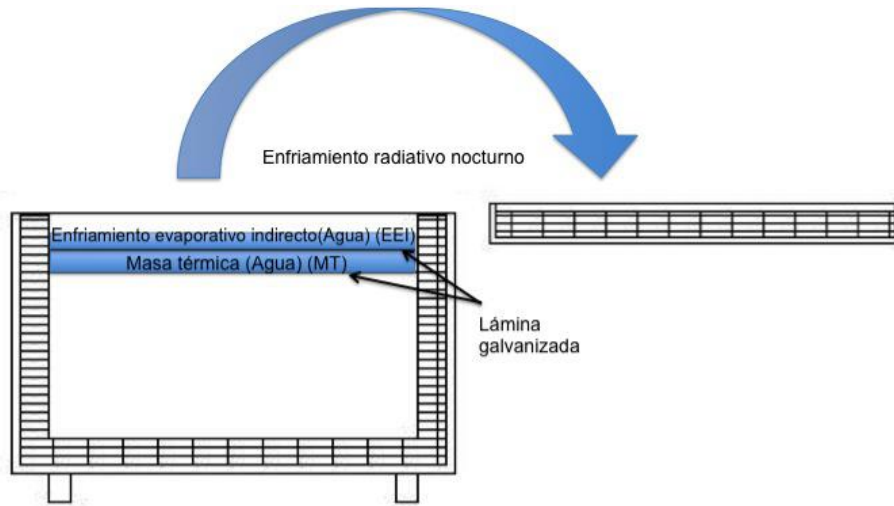 Enfriamiento radiativo nocturno
Enfriamiento evaporativo indirecto(Agua) (EEI)
Masa térmica (Agua) (MT)
Lámina
galvanizada